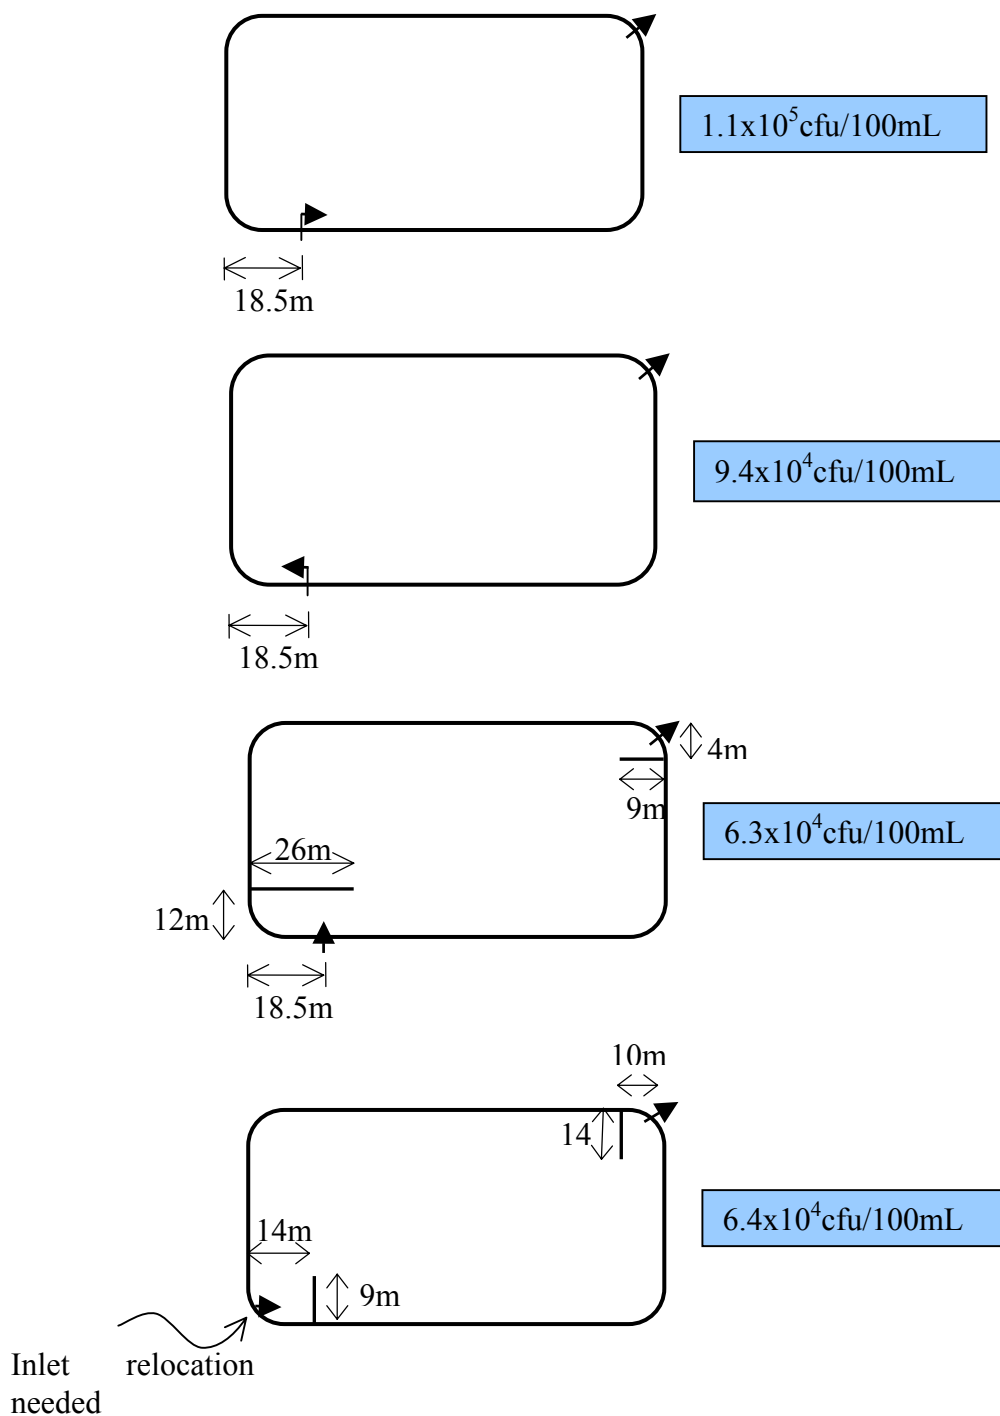 1.1x10⁵cfu/100mL
18.5m
9.4x10⁴cfu/100mL
18.5m
4m
9m
6.3x10⁴cfu/100mL
26m
12m
18.5m
10m
14
6.4x10⁴cfu/100mL
14m
9m
Inlet relocation
needed